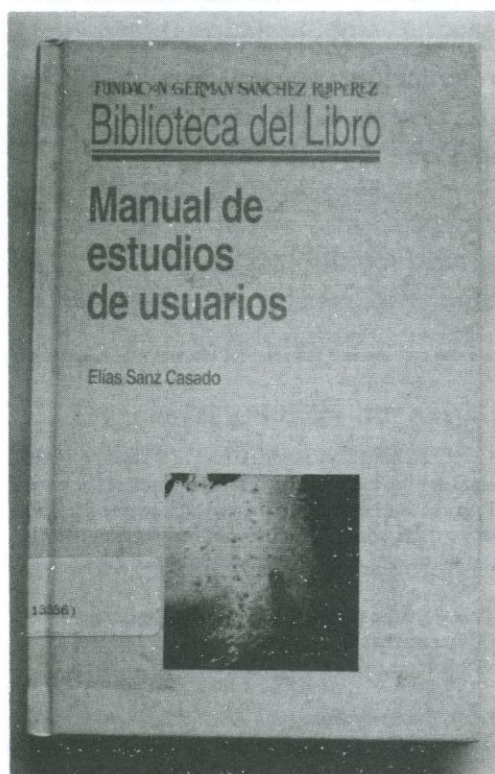 FUNDACIÓN GERMÁN SÁNCHEZ RUIPÉREZ
Biblioteca del Libro
Manual de
estudios
de usuarios
Elías Sanz Casado
13336)